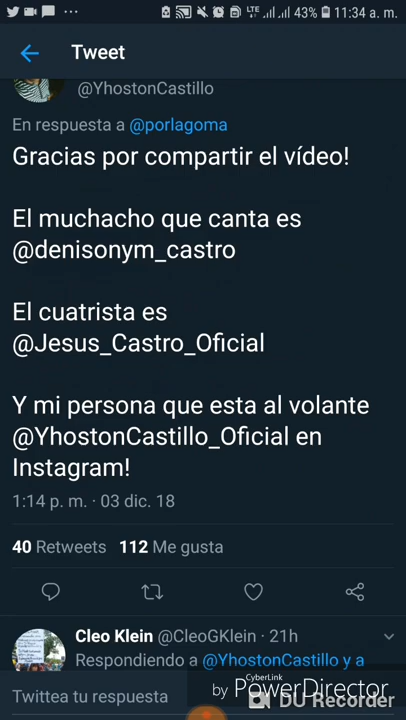 LTE 43% 11:34 a. m.
Tweet
@YhostonCastillo
En respuesta a @porlagoma
Gracias por compartir el vídeo!
El muchacho que canta es
@denisonym_castro
El cuatrista es
@Jesus_Castro_Oficial
Y mi persona que esta al volante
@YhostonCastillo_Oficial en
Instagram!
1:14 p. m. · 03 dic. 18
40 Retweets 112 Me gusta
Cleo Klein @CleoGKlein · 21h
Respondiendo a @YhostonCastillo y a
Twittea tu respuesta
by CyberLink PowerDirector
DU Recorder